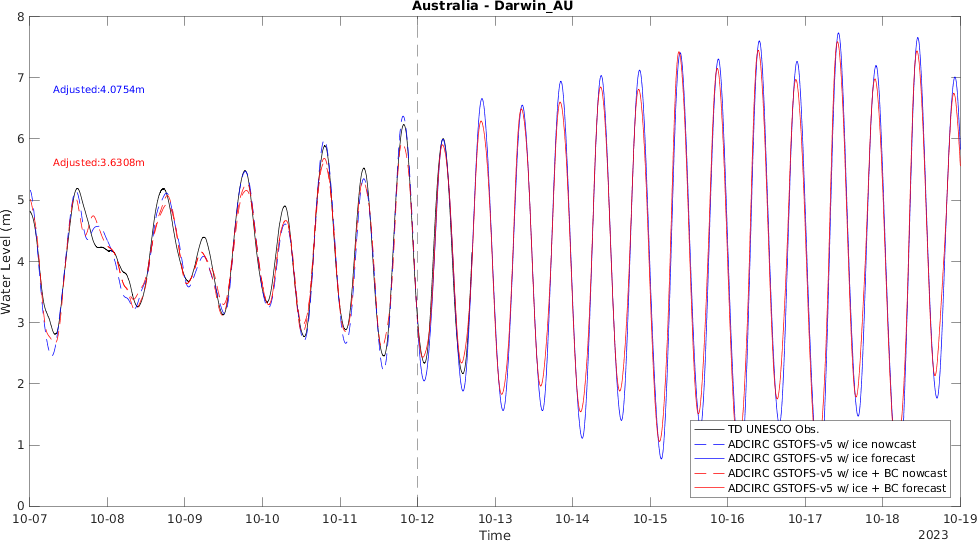 Australia - Darwin_AU
8
7
6
5
4
3
2
1
0
Water Level (m)
Adjusted:4.0754m
Adjusted:3.6308m
TD UNESCO Obs.
ADCIRC GSTOFS-v5 w/ ice nowcast
ADCIRC GSTOFS-v5 w/ ice forecast
ADCIRC GSTOFS-v5 w/ ice + BC nowcast
ADCIRC GSTOFS-v5 w/ ice + BC forecast
10-07 10-08 10-09 10-10 10-11 10-12 10-13 10-14 10-15 10-16 10-17 10-18 10-19
Time
2023